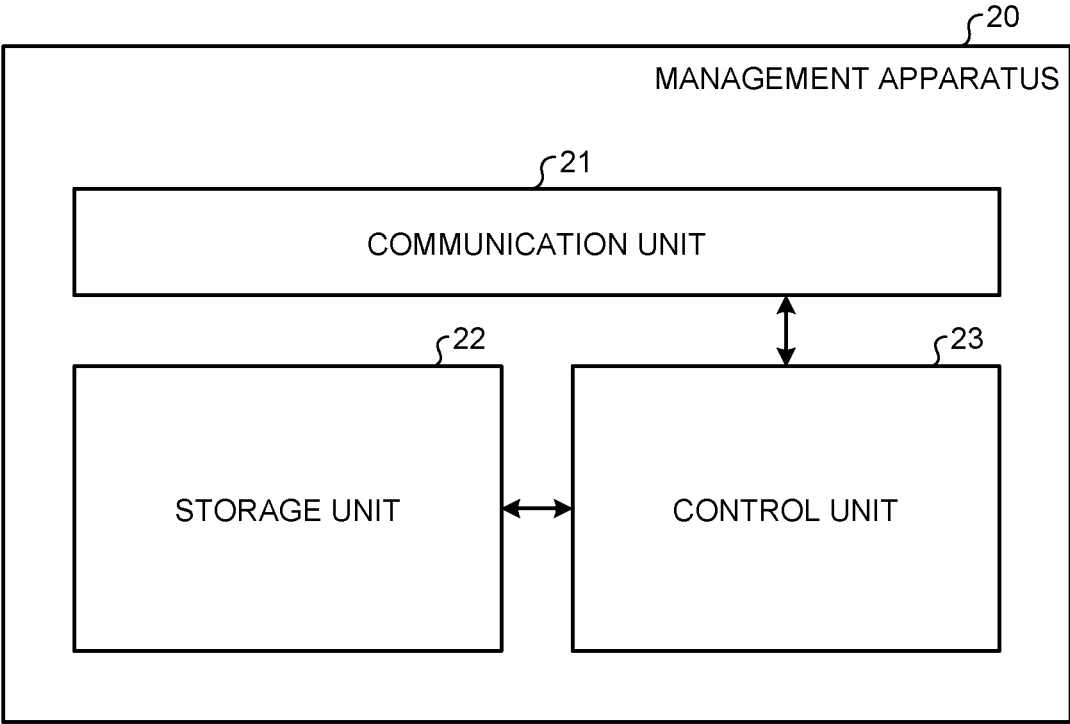 20
MANAGEMENT APPARATUS
21
COMMUNICATION UNIT
22
23
STORAGE UNIT
CONTROL UNIT